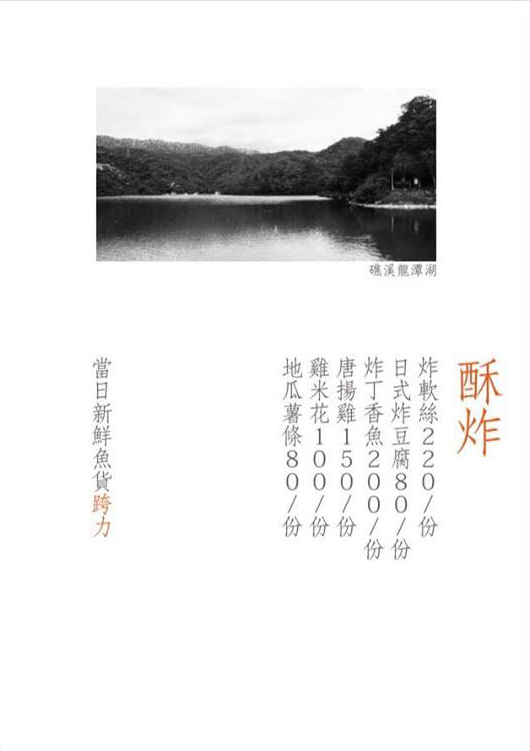 礁溪龍潭湖
酥炸
炸軟絲220/份
日式炸豆腐80/份
炸丁香魚200/份
唐揚雞150/份
雞米花100/份
地瓜薯條80/份
當日新鮮魚貨跨力